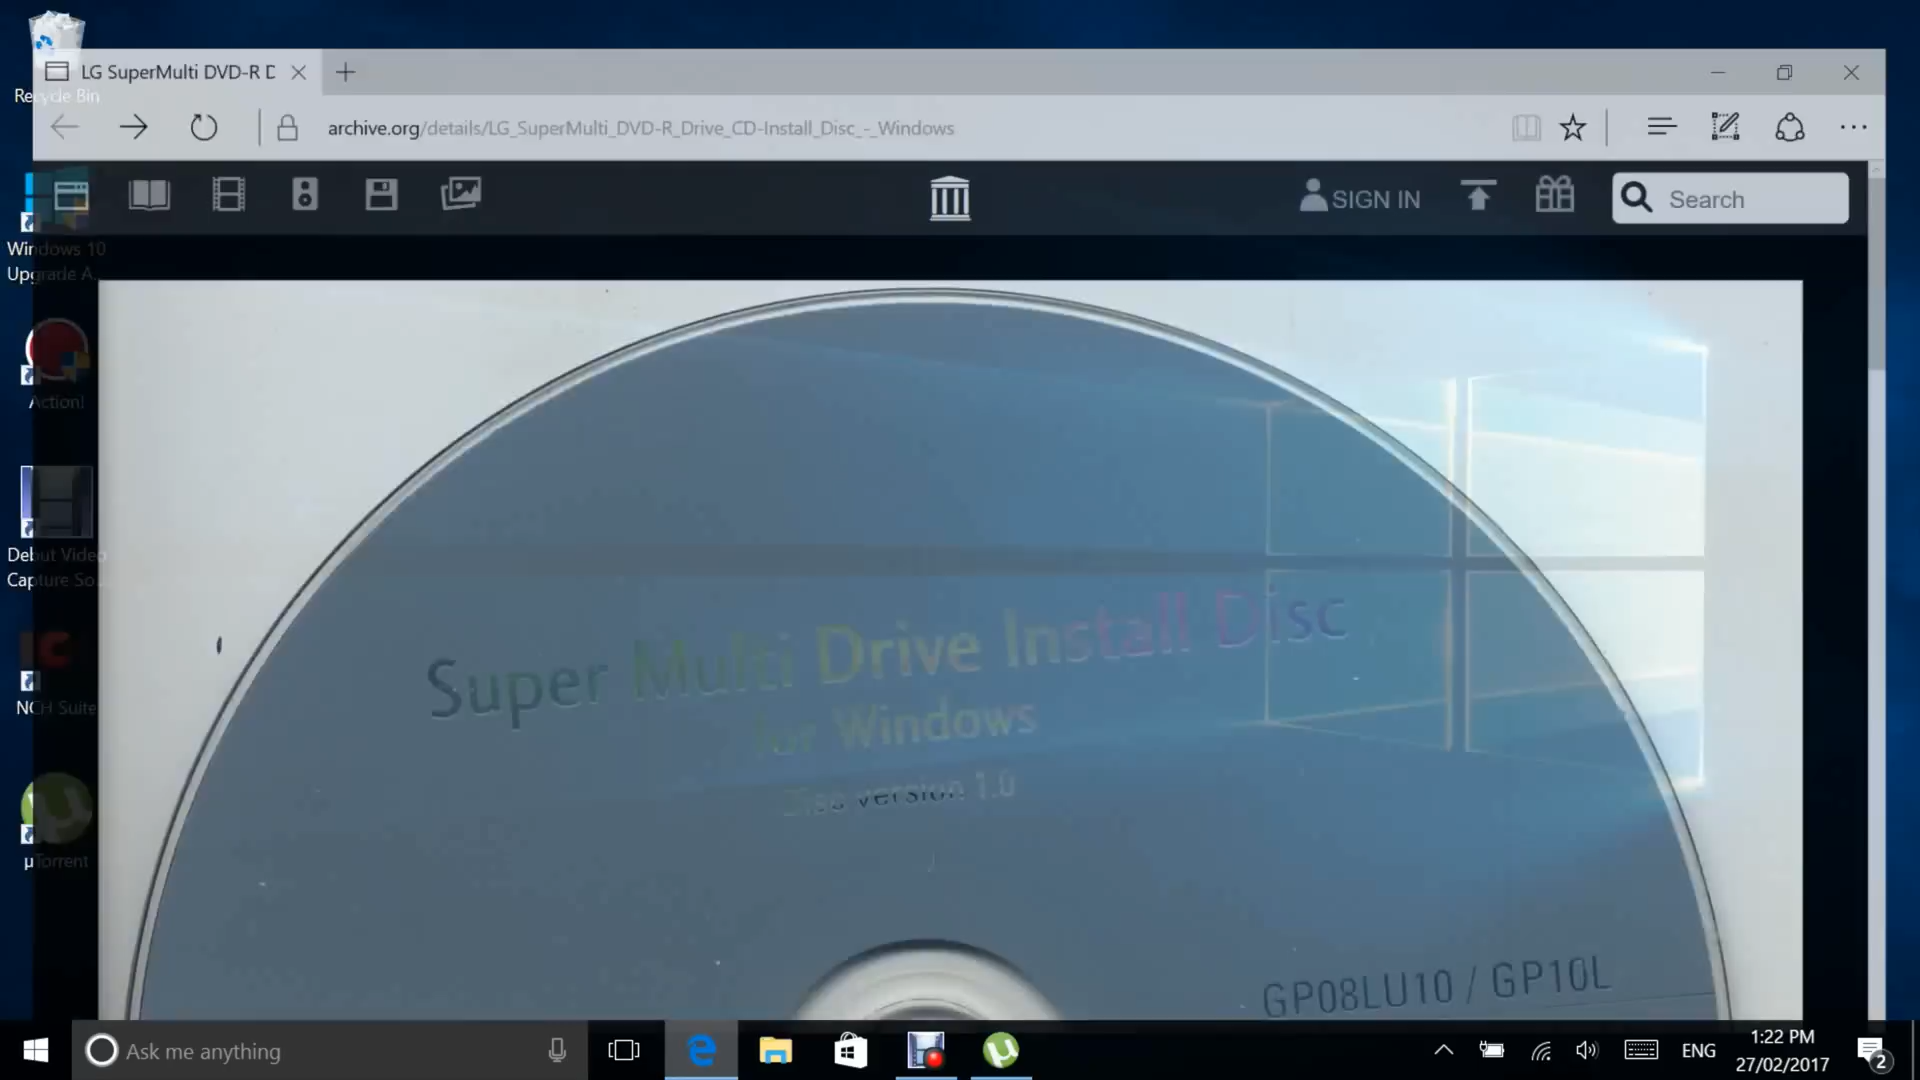 Recycle Bin
LG SuperMulti DVD-R D
archive.org/details/LG_SuperMulti_DVD-R_Drive_CD-Install_Disc_-_Windows
SIGN IN
Search
Windows 10
Upgrade A...
Action!
Debut Video
Capture So...
NCH Suite
µTorrent
Super Multi Drive Install Disc
for Windows
Disc version 1.0
GP08LU10 / GP10L
Ask me anything
ENG
1:22 PM
27/02/2017
2